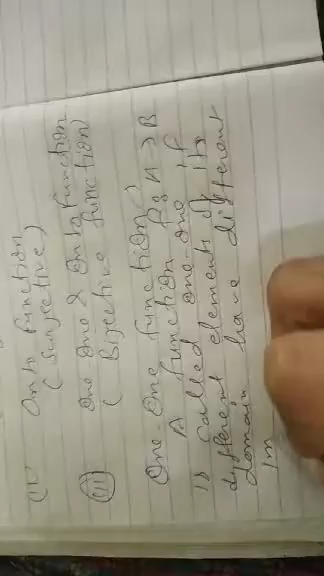 (ii) Onto function
( Surjective )
(iii) One One & Onto function
( Bijective function)
One-One function:
A function f: A → B
is called one-one if
different elements of its
domain have different
im